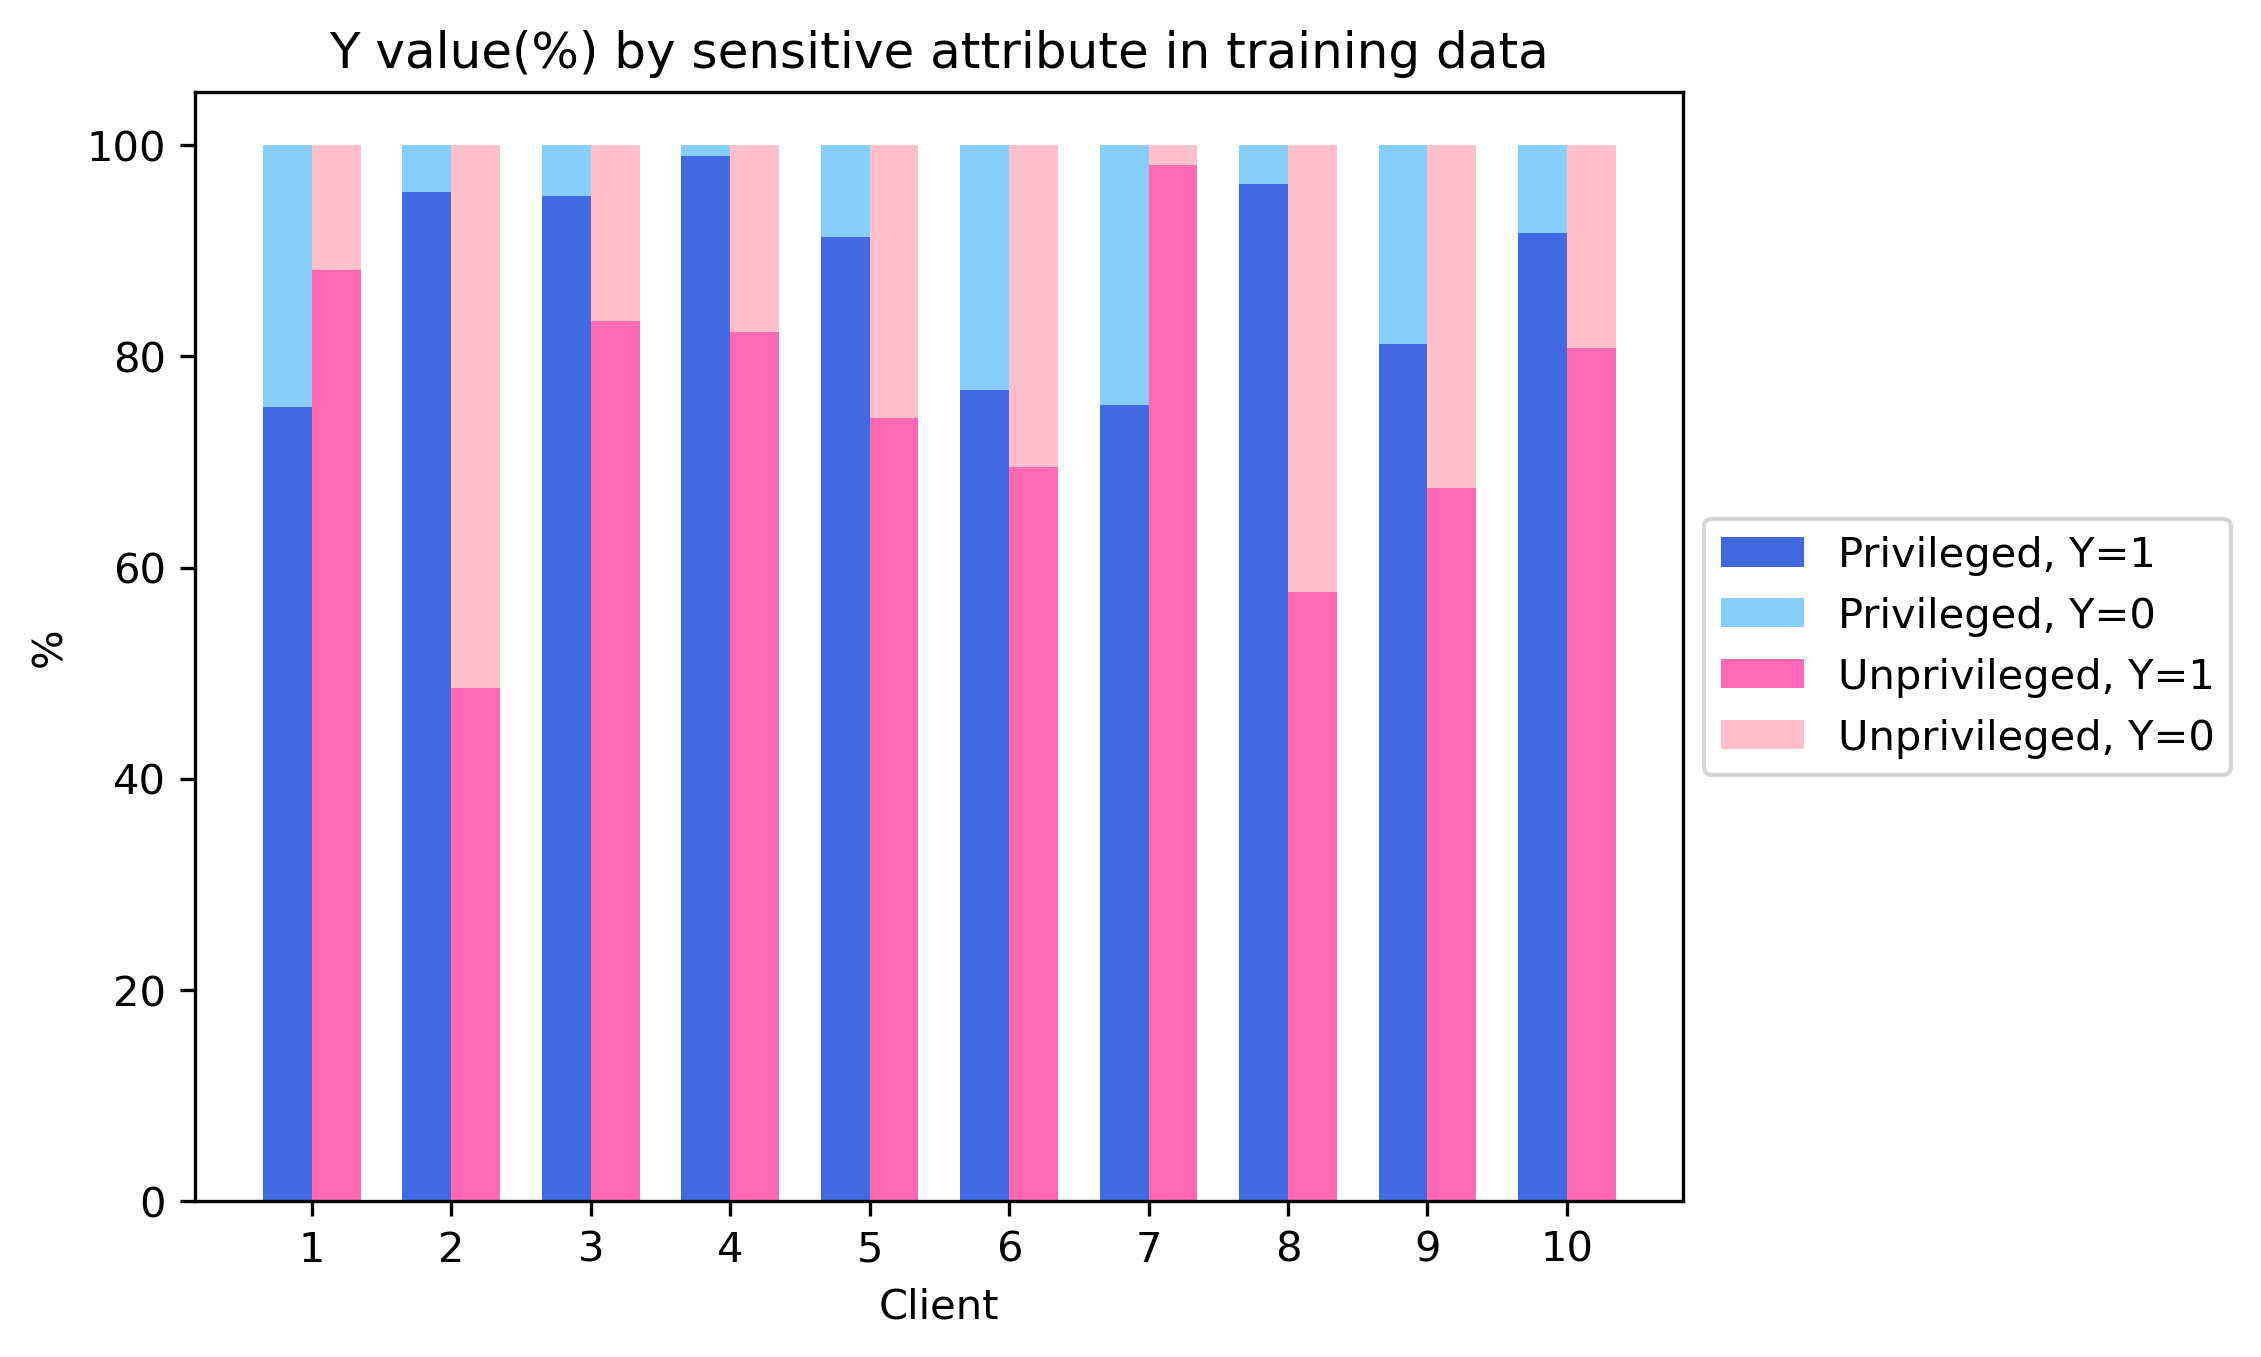 Y value(%) by sensitive attribute in training data
100
80
60
40
20
0
%
1 2 3 4 5 6 7 8 9 10
Client
Privileged, Y=1
Privileged, Y=0
Unprivileged, Y=1
Unprivileged, Y=0